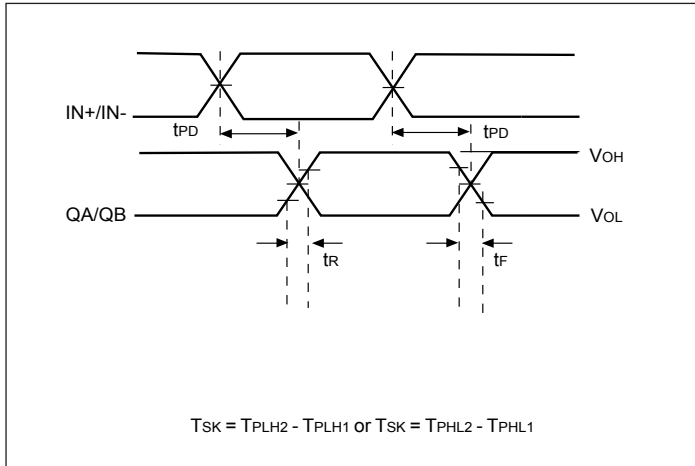 IN+/IN-
tPD
tPD
VOH
QA/QB
VOL
tR
tF
TSK = TPLH2 - TPLH1 or TSK = TPHL2 - TPHL1